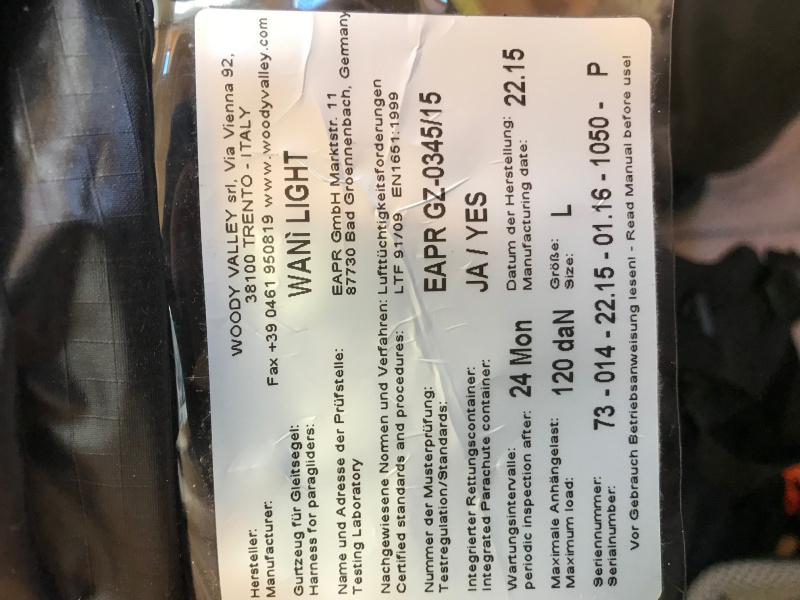 Hersteller: WOODY VALLEY srl, Via Vienna 92,
Manufacturer: 38100 TRENTO - ITALY
Fax +39 0461 950819 www.woodyvalley.com
Gurtzeug für Gleitsegel: WANI LIGHT
Harness for paragliders:
Name und Adresse der Prüfstelle: EAPR GmbH Marktstr. 11
Testing Laboratory 87730 Bad Groennenbach, Germany
Nachgewiesene Normen und Verfahren: Lufttüchtigkeitsforderungen
Certified standards and procedures: LTF 91/09 EN1651:1999
Nummer der Musterprüfung: EAPR GZ-0345/15
Testregulation/Standards:
Integrierter Rettungscontainer: JA / YES
Integrated Parachute container:
Wartungsintervalle: 24 Mon Datum der Herstellung: 22.15
periodic inspection after: Manufacturing date:
Maximale Anhängelast: 120 daN Größe: L
Maximum load: Size:
Seriennummer: 73 - 014 - 22.15 - 01.16 - 1050 - P
Serialnumber:
Vor Gebrauch Betriebsanweisung lesen! - Read Manual before use!